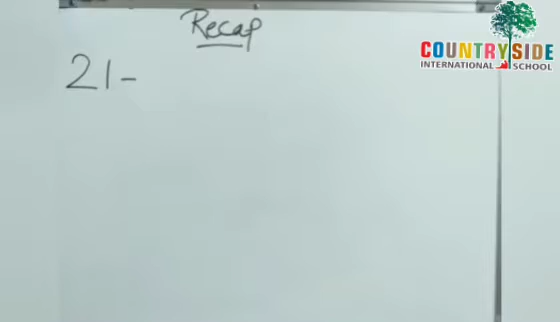 Recap
COUNTRYSIDE
INTERNATIONAL SCHOOL
21-